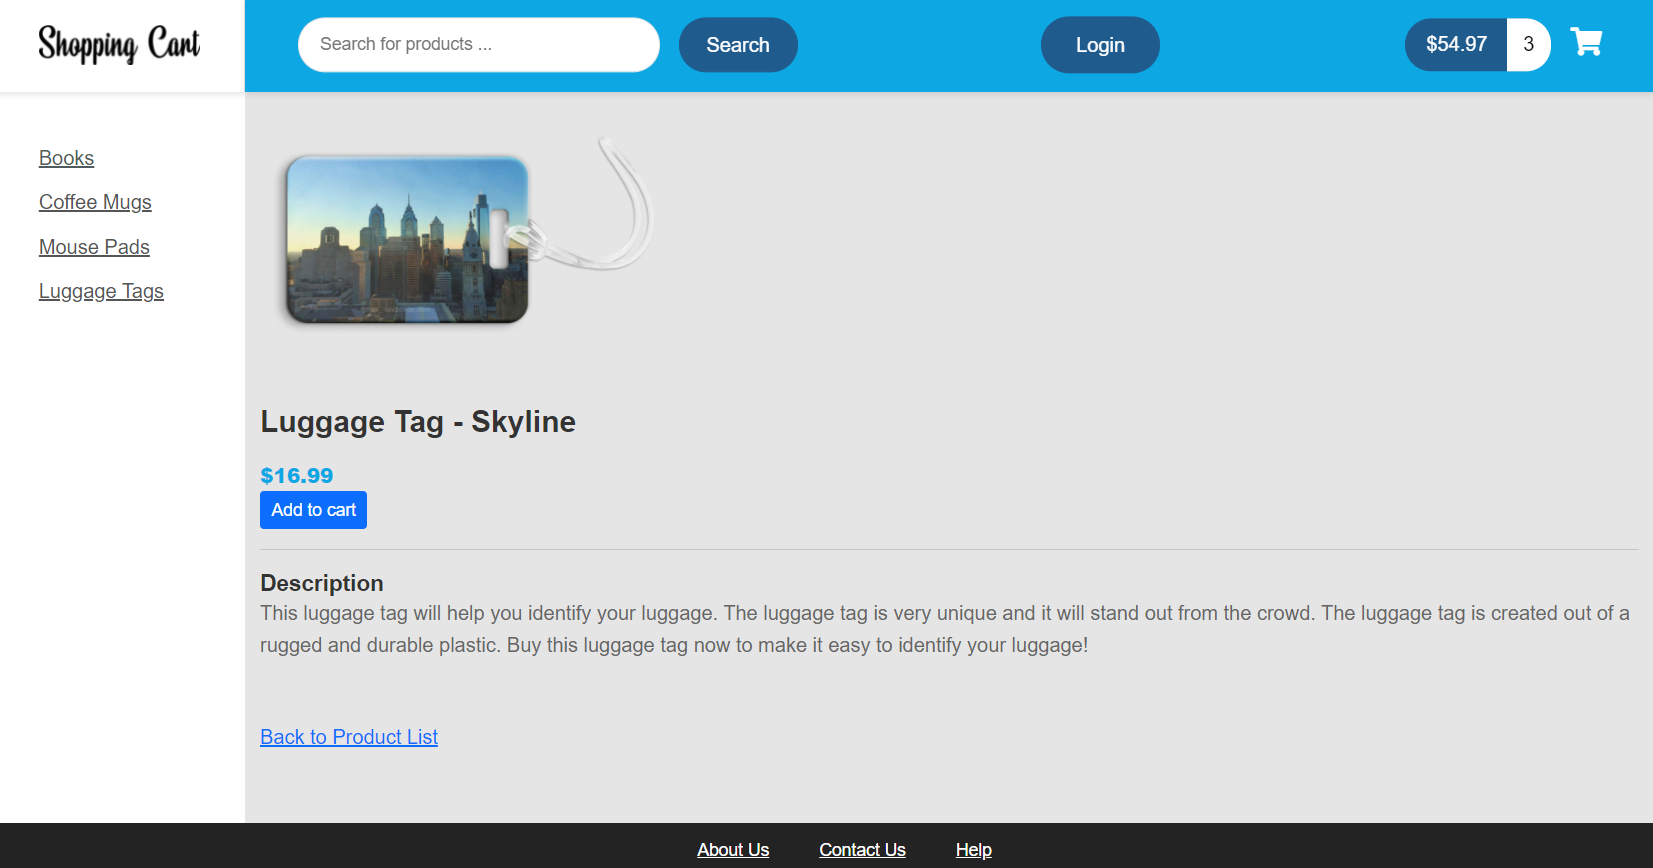 Shopping Cart
Search for products ...
Search
Login
$54.97
3
Books
Coffee Mugs
Mouse Pads
Luggage Tags
Luggage Tag - Skyline
$16.99
Add to cart
Description
This luggage tag will help you identify your luggage. The luggage tag is very unique and it will stand out from the crowd. The luggage tag is created out of a
rugged and durable plastic. Buy this luggage tag now to make it easy to identify your luggage!
Back to Product List
About Us
Contact Us
Help